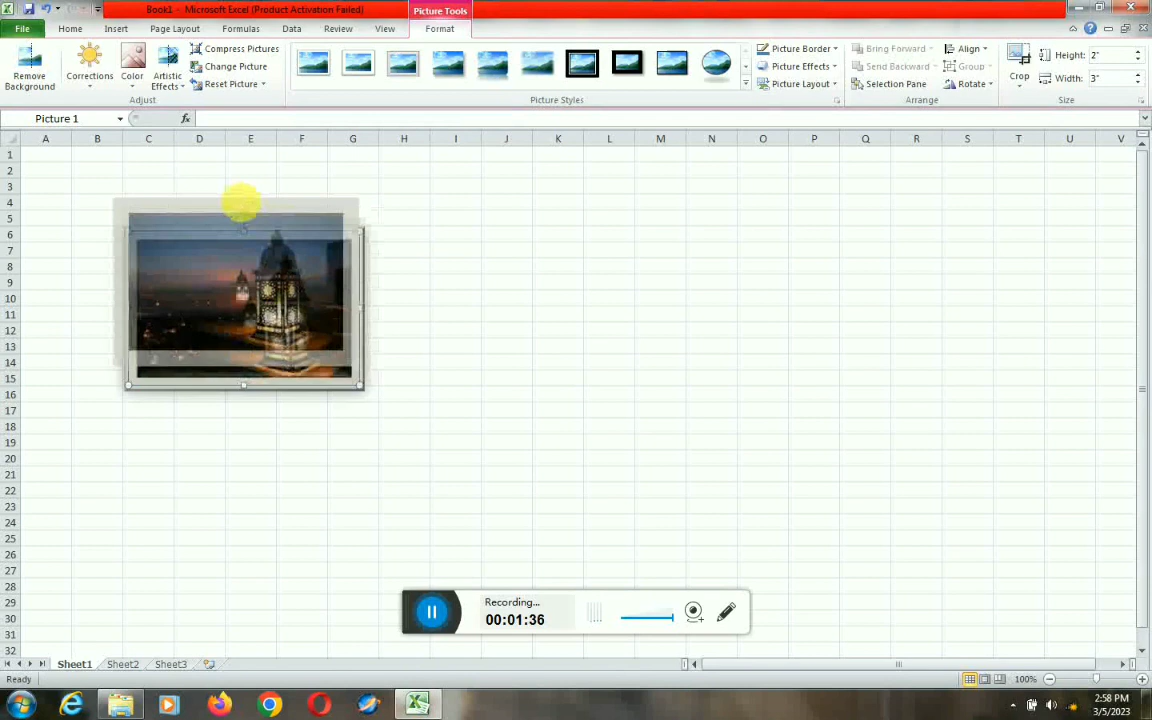 Book1 - Microsoft Excel (Product Activation Failed)
Picture Tools
File
Home
Insert
Page Layout
Formulas
Data
Review
View
Format
Remove
Background
Corrections
Color
Artistic
Effects
Compress Pictures
Change Picture
Reset Picture
Adjust
Picture Styles
Picture Border
Picture Effects
Picture Layout
Bring Forward
Send Backward
Selection Pane
Align
Group
Rotate
Arrange
Crop
Height: 2"
Width: 3"
Size
Picture 1
fx
A B C D E F G H I J K L M N O P Q R S T U V
1
2
3
4
5
6
7
8
9
10
11
12
13
14
15
16
17
18
19
20
21
22
23
24
25
26
27
28
29
30
31
32
Recording...
00:01:36
Sheet1 Sheet2 Sheet3
Ready
100%
2:58 PM
3/5/2023